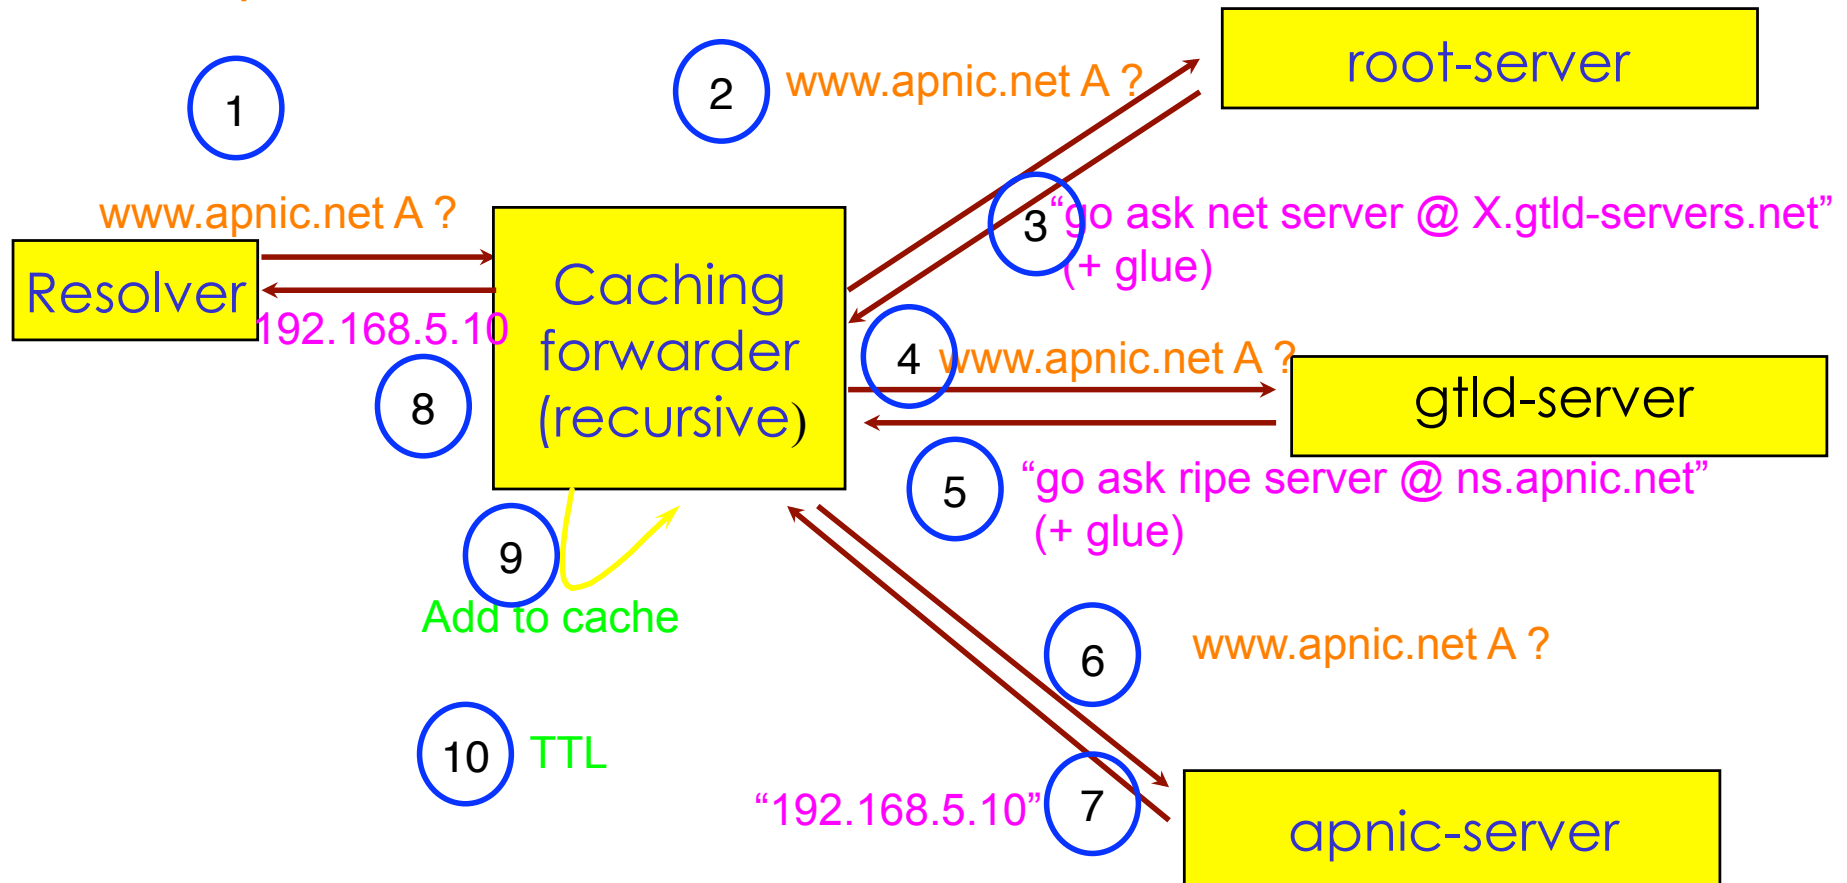 1
2
www.apnic.net A ?
root-server
www.apnic.net A ?
3
“go ask net server @ X.gtld-servers.net”
(+ glue)
Resolver
192.168.5.10
Caching
forwarder
(recursive)
4
www.apnic.net A ?
gtld-server
8
5
“go ask ripe server @ ns.apnic.net”
(+ glue)
9
Add to cache
6
www.apnic.net A ?
10
TTL
“192.168.5.10”
7
apnic-server